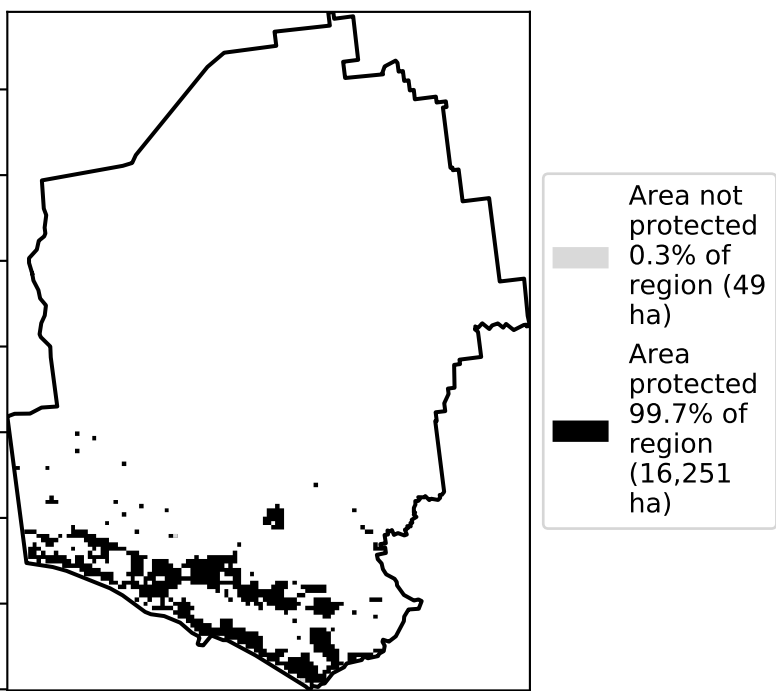 Area not
protected
0.3% of
region (49
ha)
Area
protected
99.7% of
region
(16,251
ha)